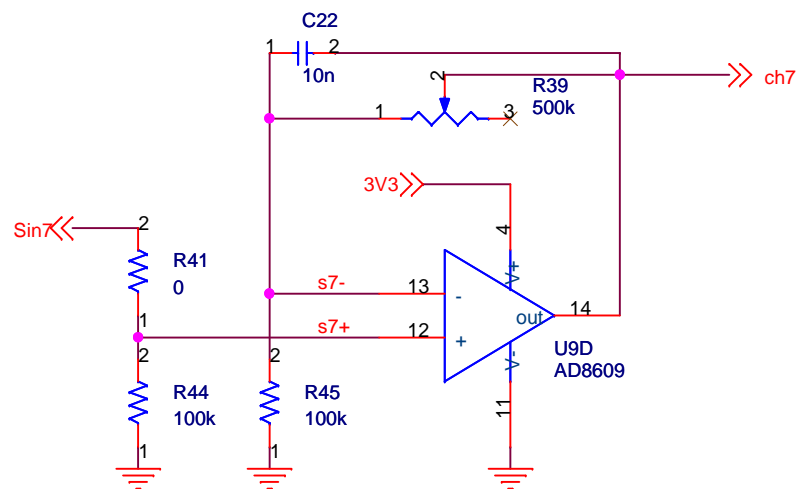 C22
1 2
10n
ch7
2
R39
500k
1 3
3V3
4
Sin7
2
R41
0
1
V+
s7- 13 -
out 14
s7+ 12 +
V-
U9D
AD8609
2
R44
100k
1
2
R45
100k
1
11